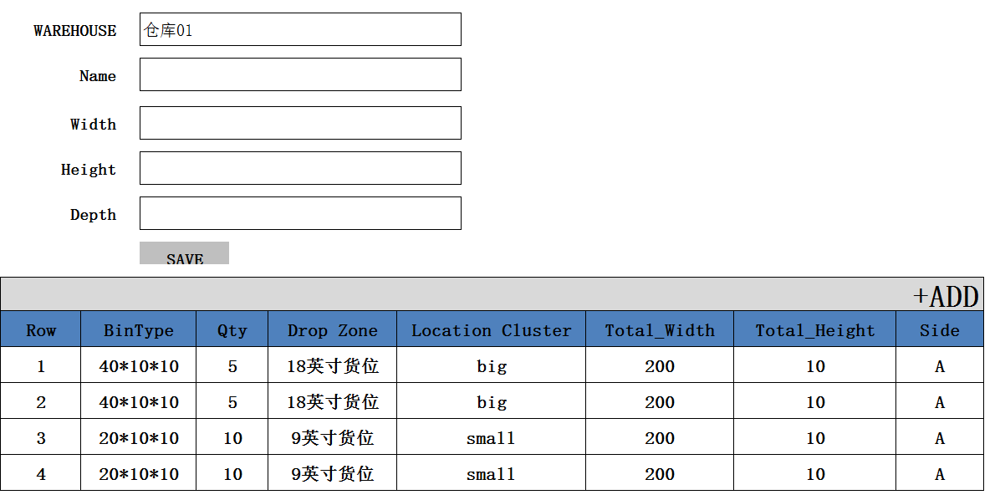 WAREHOUSE 仓库01
Name
Width
Height
Depth
SAVE
+ADD
Row BinType Qty Drop Zone Location Cluster Total_Width Total_Height Side
1 40*10*10 5 18英寸货位 big 200 10 A
2 40*10*10 5 18英寸货位 big 200 10 A
3 20*10*10 10 9英寸货位 small 200 10 A
4 20*10*10 10 9英寸货位 small 200 10 A